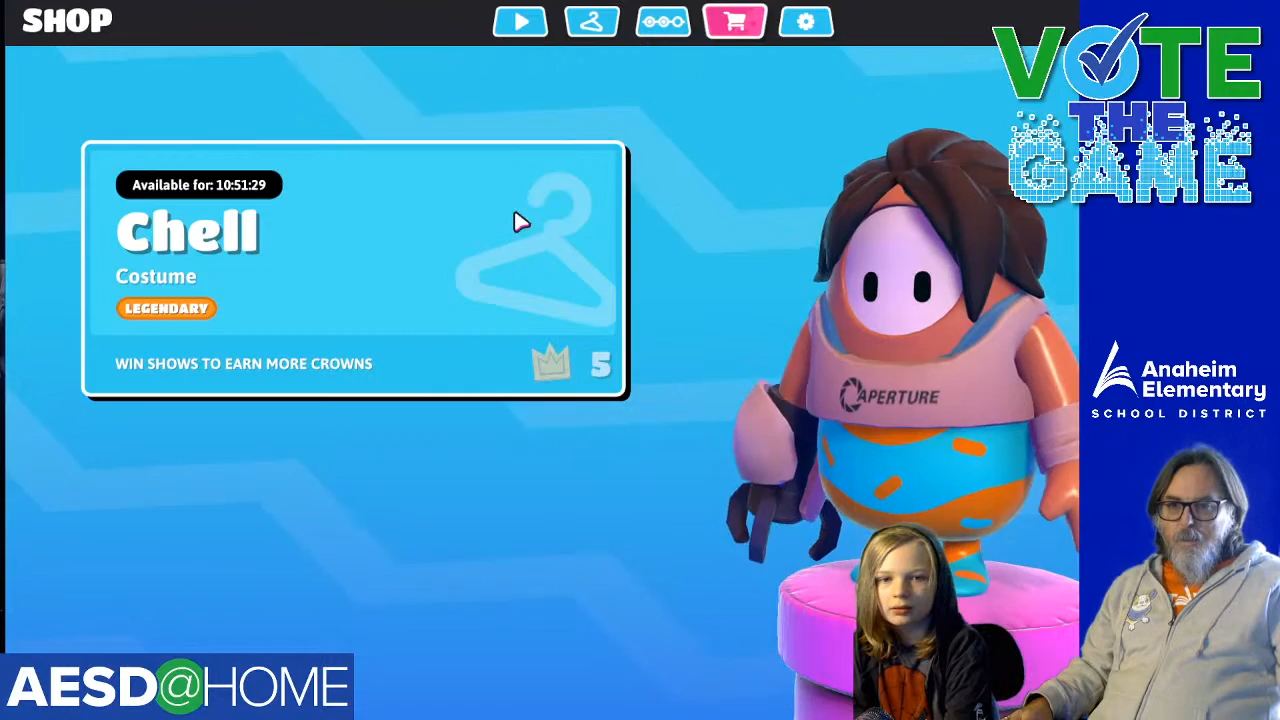 SHOP
VOTE
THE
GAME
Available for: 10:51:29
Chell
Costume
LEGENDARY
WIN SHOWS TO EARN MORE CROWNS
5
APERTURE
Anaheim
Elementary
SCHOOL DISTRICT
AESD@HOME